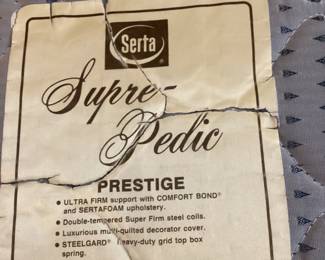 Serta®
Supre-
Pedic
PRESTIGE
• ULTRA FIRM support with COMFORT BOND®
and SERTAFOAM upholstery.
• Double-tempered Super Firm steel coils.
• Luxurious multi-quilted decorator cover.
• STEELGARD® heavy-duty grid top box
spring.